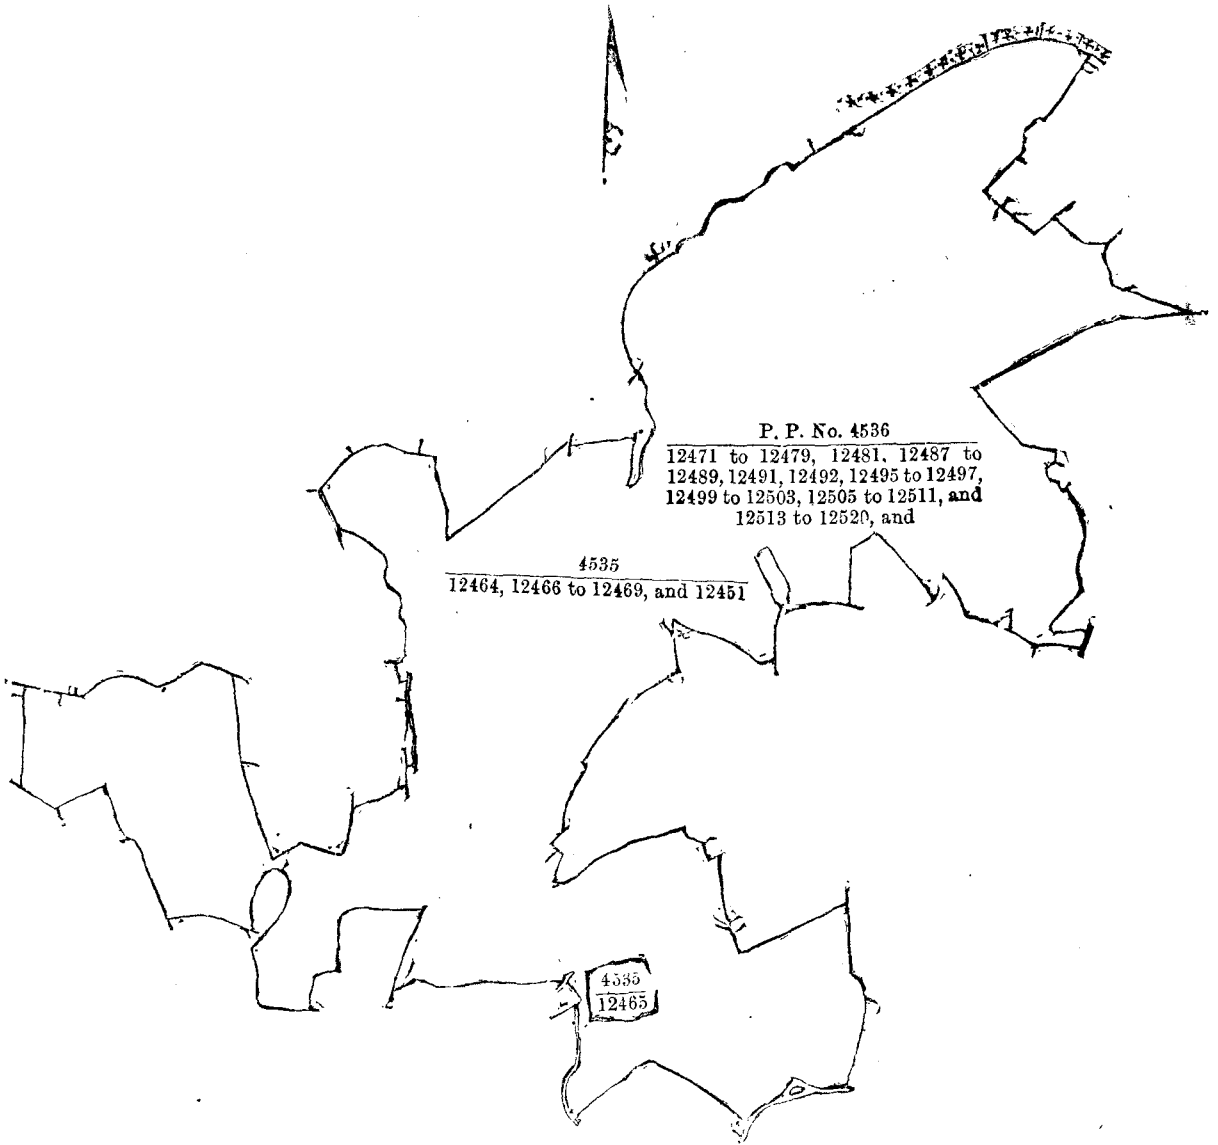 P. P. No. 4536
12471 to 12479, 12481, 12487 to
12489, 12491, 12492, 12495 to 12497,
12499 to 12503, 12505 to 12511, and
12513 to 12520, and
4535
12464, 12466 to 12469, and 12451
4535
12465